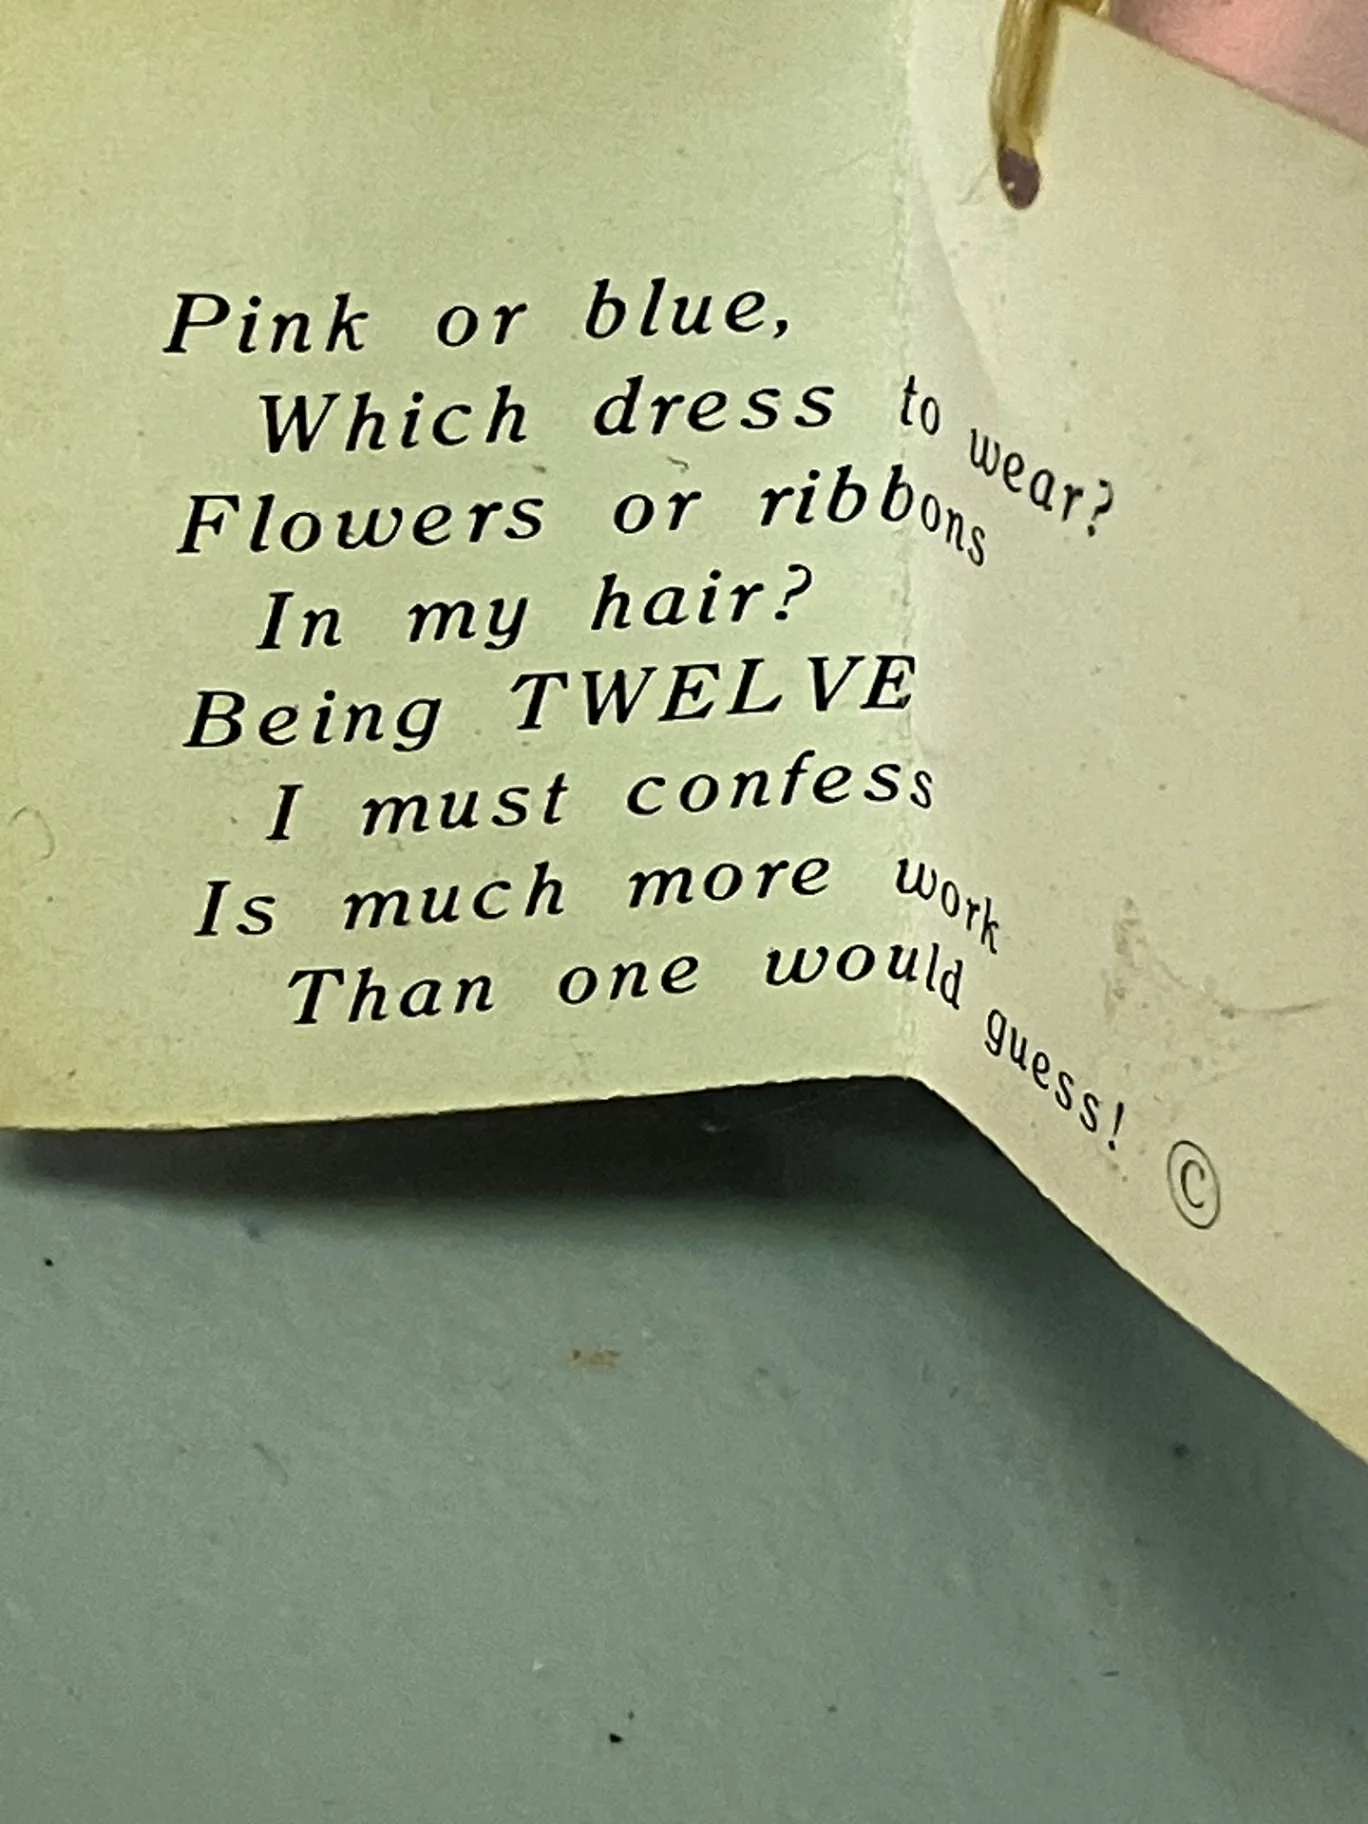 Pink or blue,
Which dress to wear?
Flowers or ribbons
In my hair?
Being TWELVE
I must confess
Is much more work
Than one would guess! ©